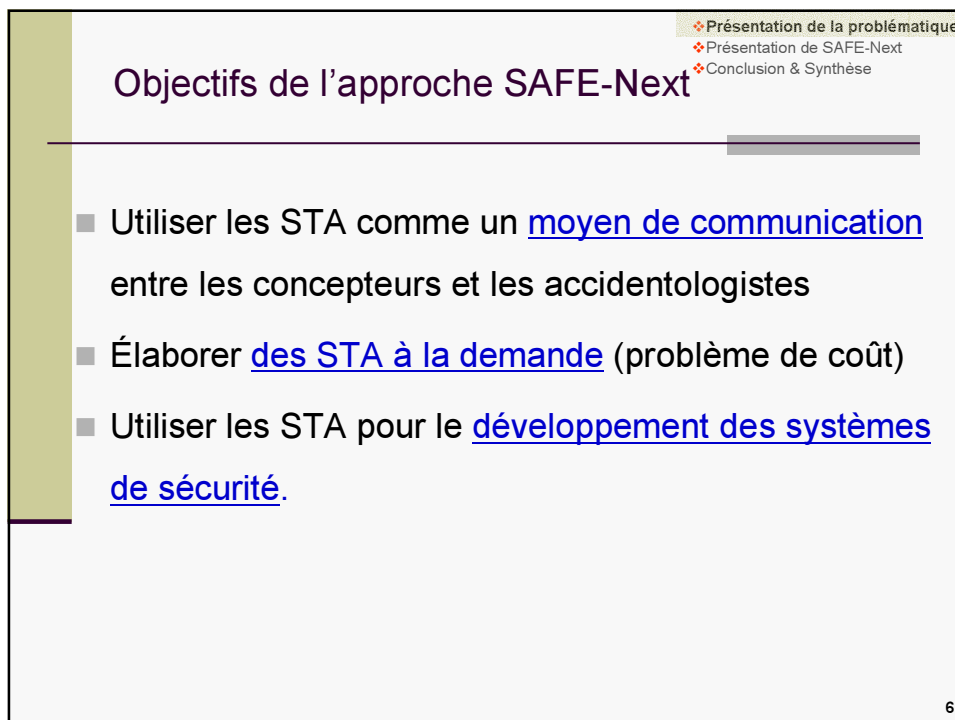 ❖Présentation de la problématique
❖Présentation de SAFE-Next
❖Conclusion & Synthèse
Objectifs de l'approche SAFE-Next
Utiliser les STA comme un moyen de communication
entre les concepteurs et les accidentologistes
Élaborer des STA à la demande (problème de coût)
Utiliser les STA pour le développement des systèmes
de sécurité.
6